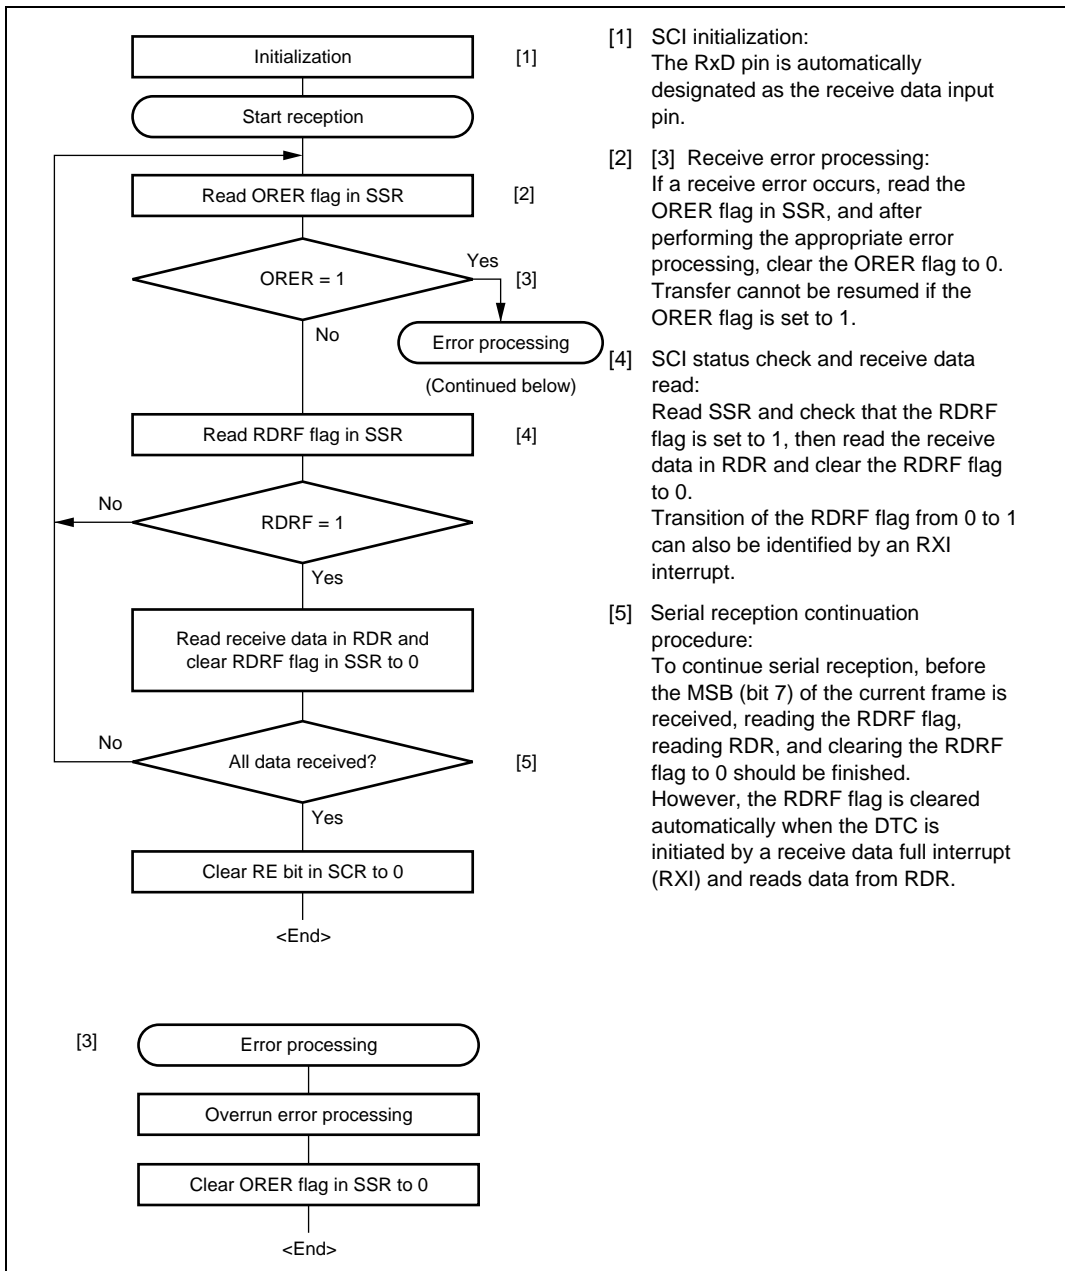 Initialization
[1]
Start reception
Read ORER flag in SSR
[2]
ORER = 1
Yes
[3]
No
Error processing
(Continued below)
Read RDRF flag in SSR
[4]
No
RDRF = 1
Yes
Read receive data in RDR and
clear RDRF flag in SSR to 0
No
All data received?
[5]
Yes
Clear RE bit in SCR to 0
<End>
[3]
Error processing
Overrun error processing
Clear ORER flag in SSR to 0
<End>
[1] SCI initialization:
The RxD pin is automatically
designated as the receive data input
pin.
[2] [3] Receive error processing:
If a receive error occurs, read the
ORER flag in SSR, and after
performing the appropriate error
processing, clear the ORER flag to 0.
Transfer cannot be resumed if the
ORER flag is set to 1.
[4] SCI status check and receive data
read:
Read SSR and check that the RDRF
flag is set to 1, then read the receive
data in RDR and clear the RDRF flag
to 0.
Transition of the RDRF flag from 0 to 1
can also be identified by an RXI
interrupt.
[5] Serial reception continuation
procedure:
To continue serial reception, before
the MSB (bit 7) of the current frame is
received, reading the RDRF flag,
reading RDR, and clearing the RDRF
flag to 0 should be finished.
However, the RDRF flag is cleared
automatically when the DTC is
initiated by a receive data full interrupt
(RXI) and reads data from RDR.